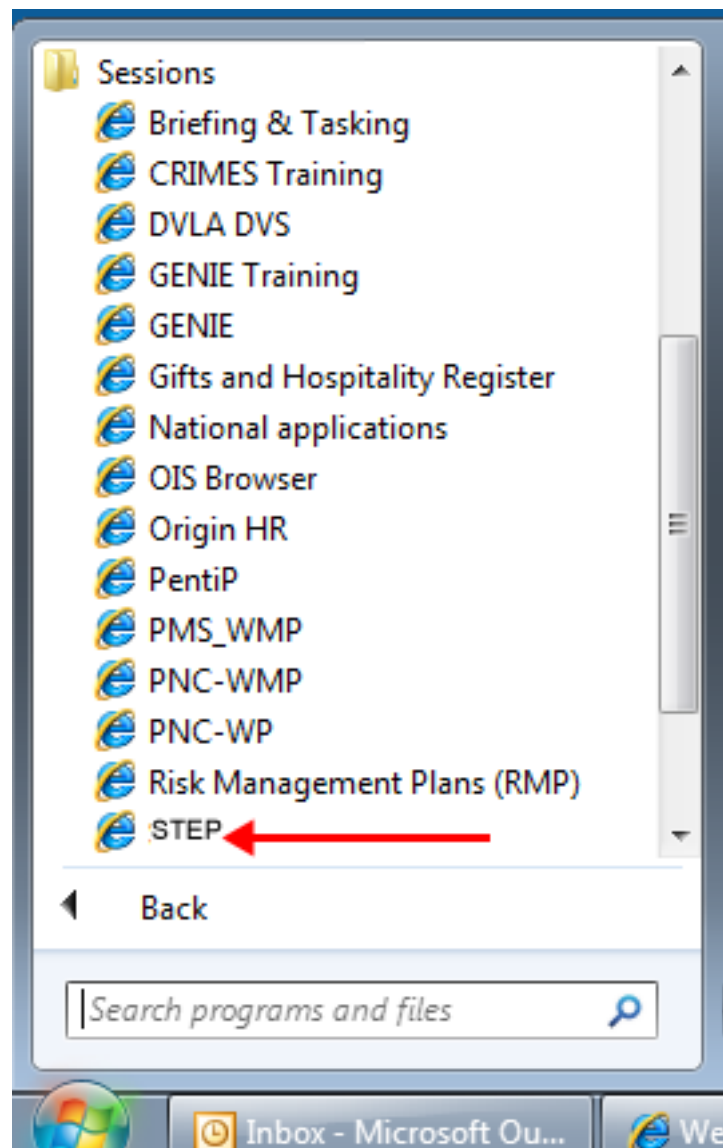 Sessions
Briefing & Tasking
CRIMES Training
DVLA DVS
GENIE Training
GENIE
Gifts and Hospitality Register
National applications
OIS Browser
Origin HR
PentiP
PMS_WMP
PNC-WMP
PNC-WP
Risk Management Plans (RMP)
STEP
Back
Search programs and files
Inbox - Microsoft Ou...
We